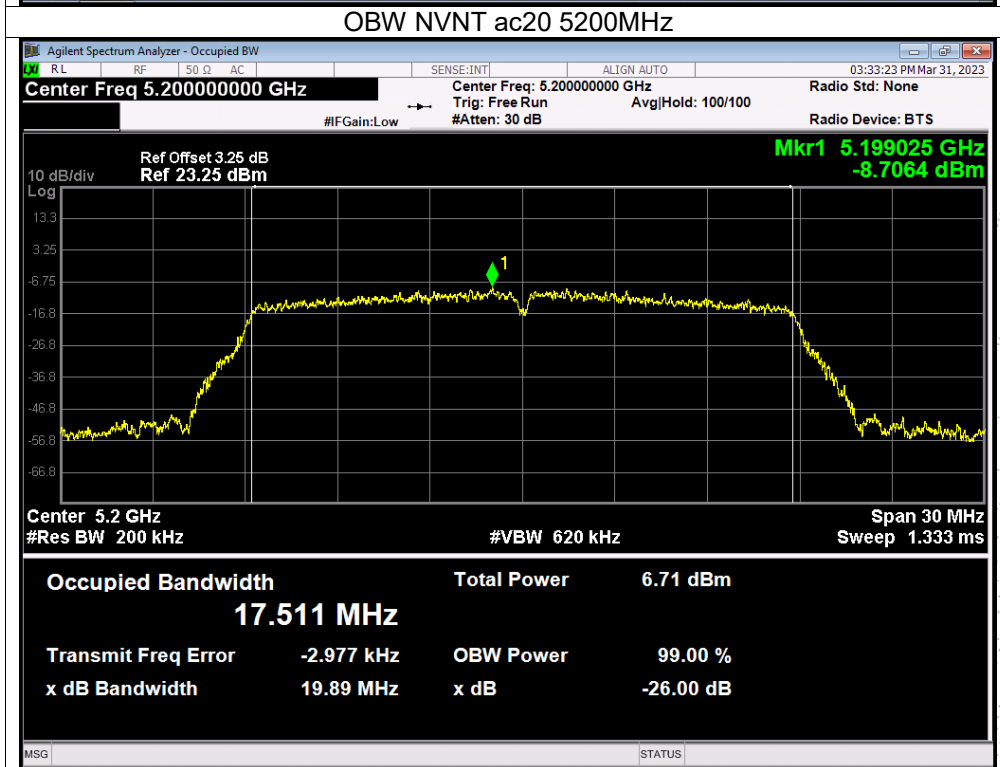 OBW NVNT ac20 5200MHz
Agilent Spectrum Analyzer - Occupied BW
LXI RL RF 50 Ω AC SENSE:INT ALIGN AUTO 03:33:23 PM Mar 31, 2023
Center Freq 5.200000000 GHz Center Freq: 5.200000000 GHz Radio Std: None
Trig: Free Run Avg|Hold: 100/100
#IFGain:Low #Atten: 30 dB Radio Device: BTS
Mkr1 5.199025 GHz
-8.7064 dBm
Ref Offset 3.25 dB
10 dB/div Ref 23.25 dBm
Log
13.3
3.25
1
-6.75
-16.8
-26.8
-36.8
-46.8
-56.8
-66.8
Center 5.2 GHz Span 30 MHz
#Res BW 200 kHz #VBW 620 kHz Sweep 1.333 ms
Occupied Bandwidth Total Power 6.71 dBm
17.511 MHz
Transmit Freq Error -2.977 kHz OBW Power 99.00 %
x dB Bandwidth 19.89 MHz x dB -26.00 dB
MSG STATUS